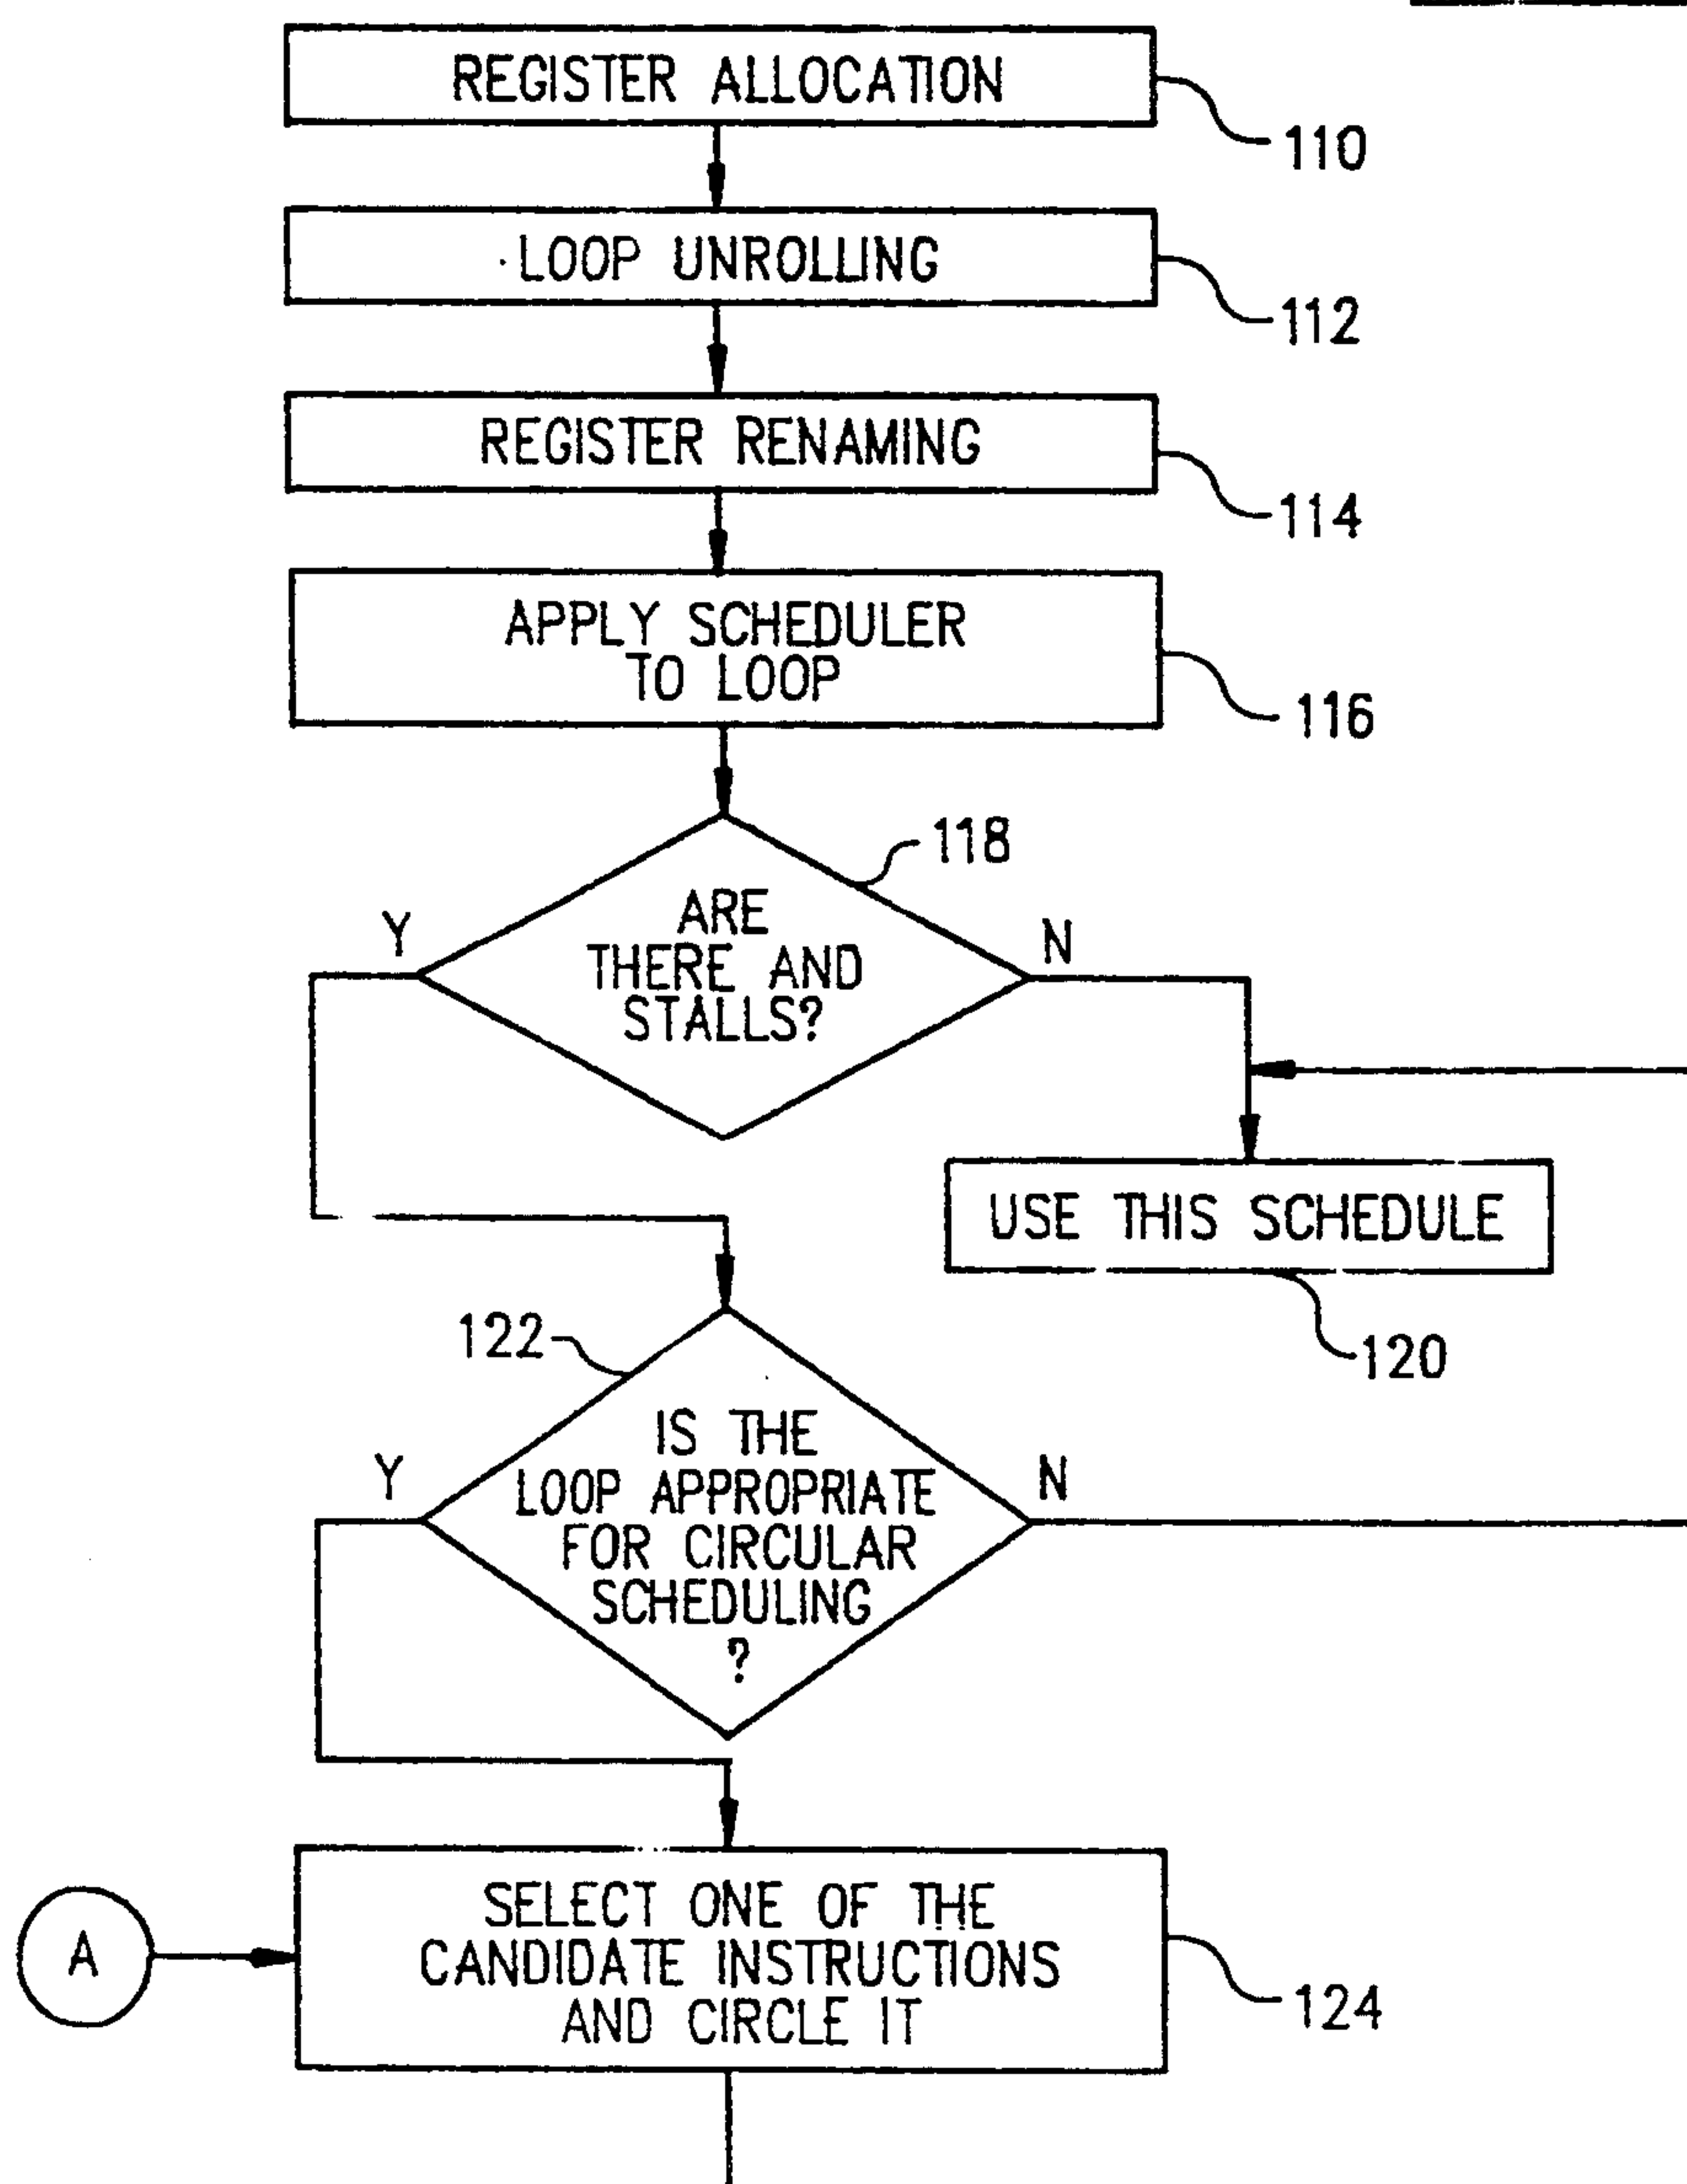 REGISTER ALLOCATION
110
LOOP UNROLLING
112
REGISTER RENAMING
114
APPLY SCHEDULER
TO LOOP
116
118
ARE
THERE AND
STALLS?
Y
N
USE THIS SCHEDULE
120
122
IS THE
LOOP APPROPRIATE
FOR CIRCULAR
SCHEDULING
?
Y
N
A
SELECT ONE OF THE
CANDIDATE INSTRUCTIONS
AND CIRCLE IT
124